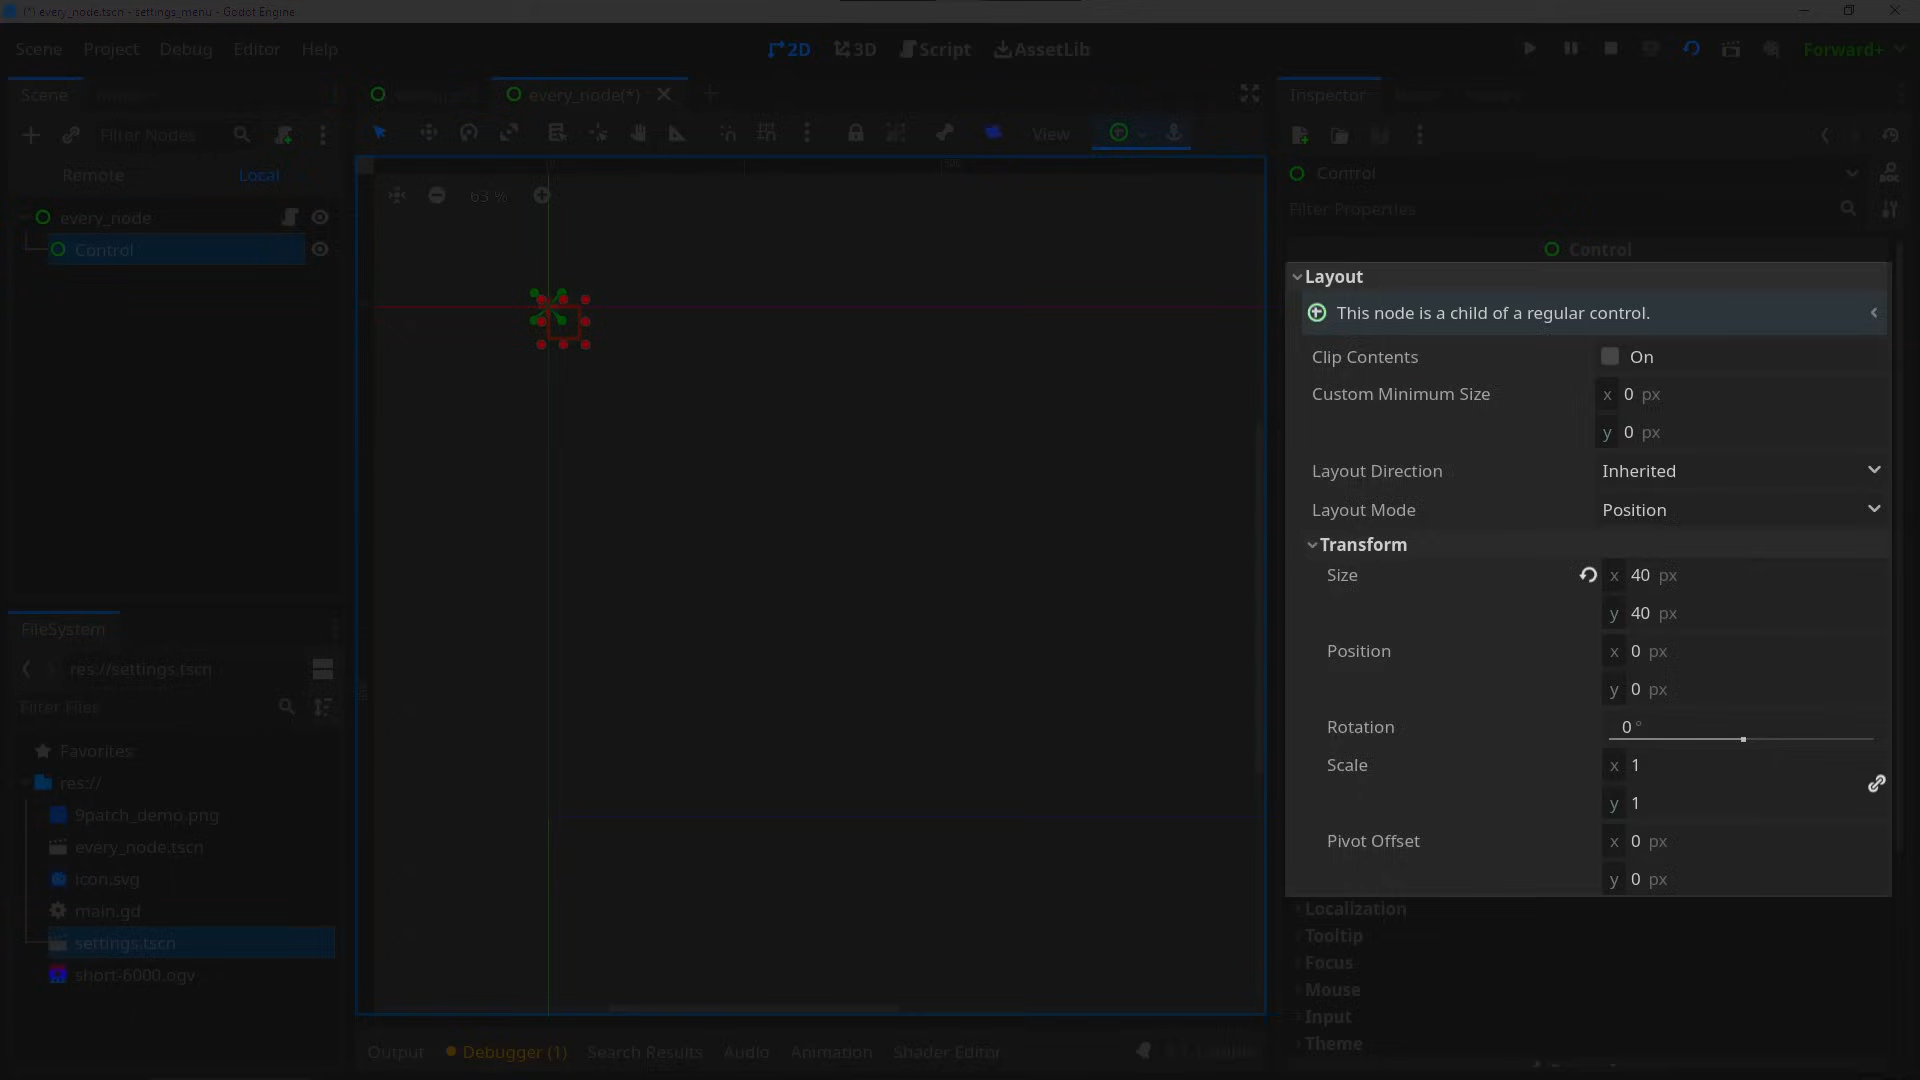 (*) every_node.tscn - settings_menu - Godot Engine
Scene Project Debug Editor Help
2D 3D Script AssetLib
Forward+
Scene
every_node(*)
Inspector
Filter Nodes
View
Remote Local
Control
Filter Properties
63 %
every_node
Control
Control
Layout
This node is a child of a regular control.
Clip Contents On
Custom Minimum Size x 0 px
y 0 px
Layout Direction Inherited
Layout Mode Position
Transform
Size x 40 px
y 40 px
Position x 0 px
y 0 px
Rotation 0 °
Scale x 1
y 1
Pivot Offset x 0 px
y 0 px
Localization
Tooltip
Focus
Mouse
Input
Theme
FileSystem
res://settings.tscn
Filter Files
Favorites
res://
9patch_demo.png
every_node.tscn
icon.svg
main.gd
settings.tscn
short-6000.ogv
Output Debugger (1) Search Results Audio Animation Shader Editor